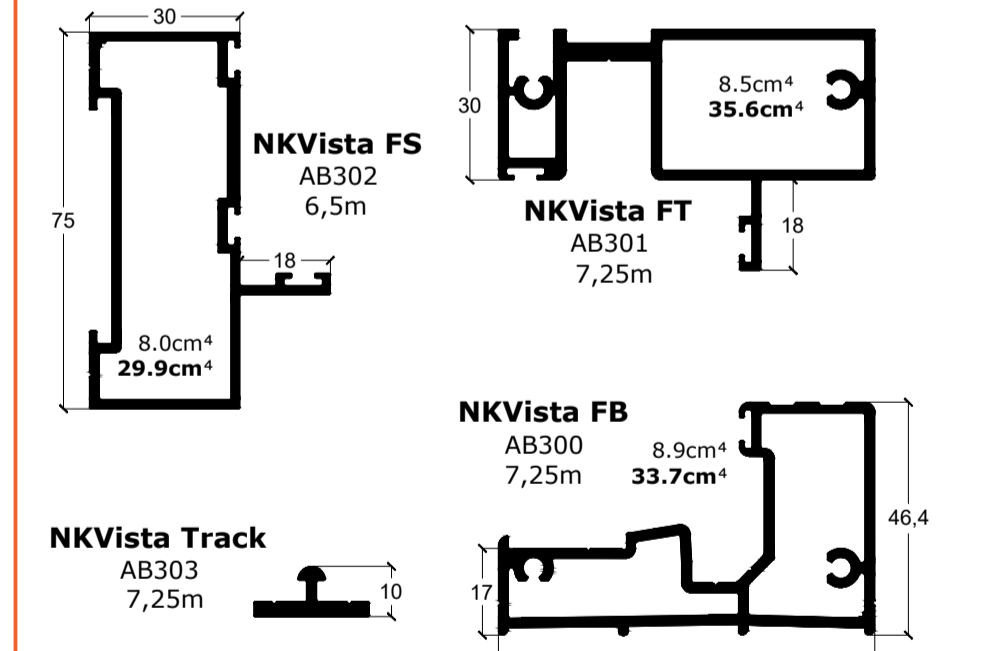 30
75
NKVista FS
AB302
6,5m
18
8.0cm⁴
29.9cm⁴
30
8.5cm⁴
35.6cm⁴
NKVista FT
AB301
7,25m
18
NKVista FB
AB300
7,25m
8.9cm⁴
33.7cm⁴
46,4
17
NKVista Track
AB303
7,25m
10